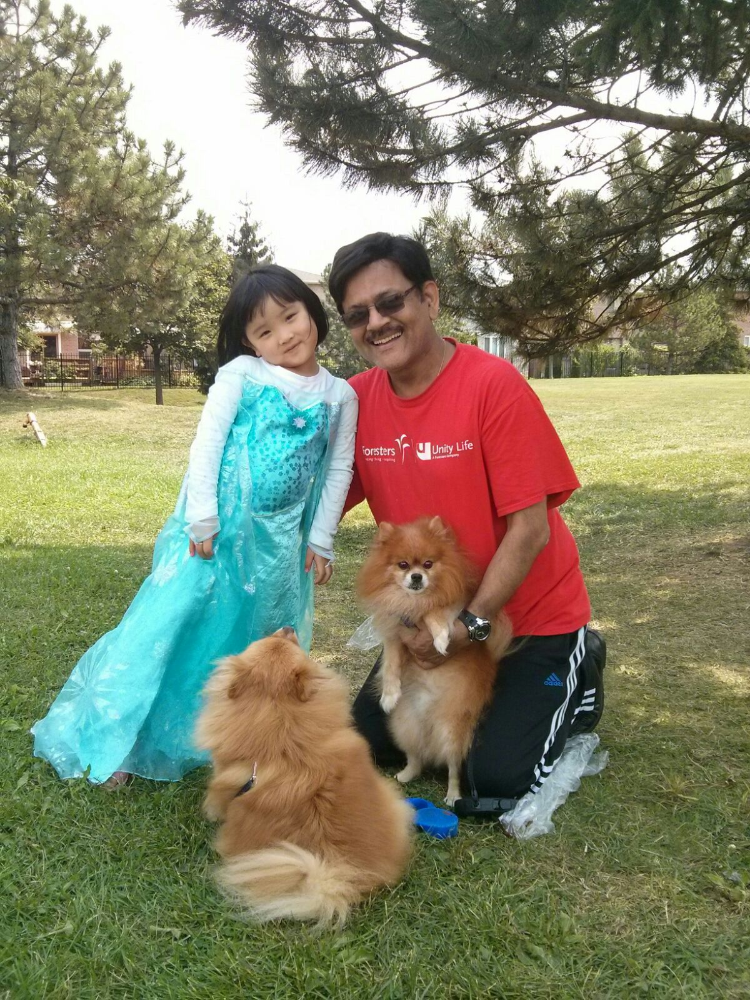 Foresters
Unity Life
A Foresters Company
adidas